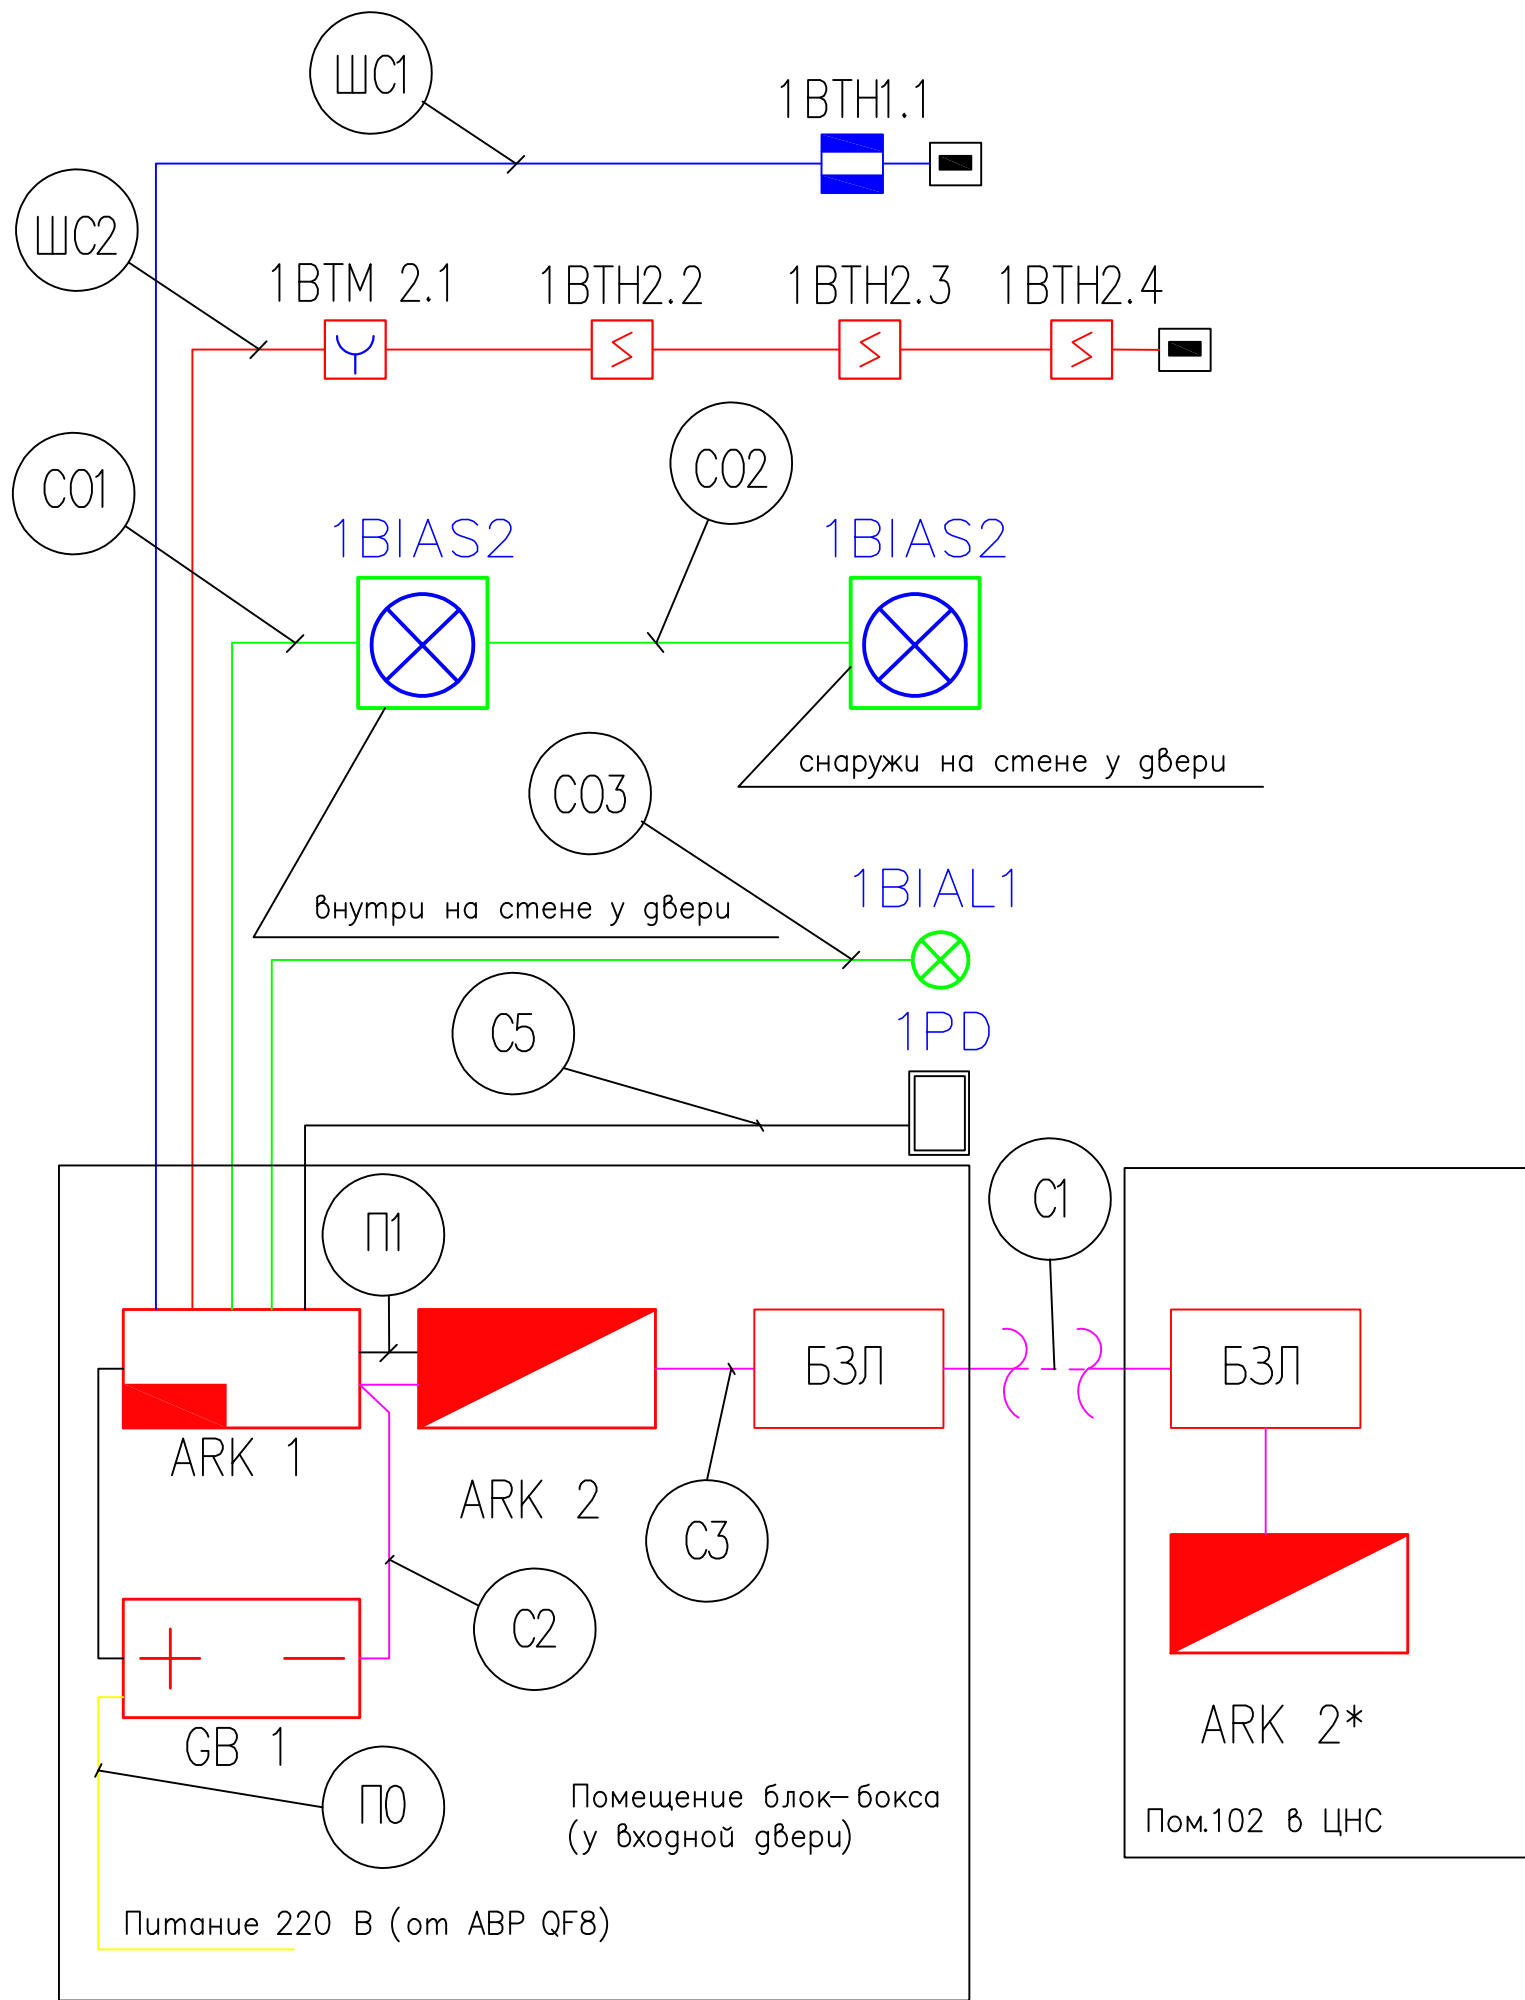 ШС1
1ВТН1.1
ШС2
1ВТМ 2.1
1ВТН2.2
1ВТН2.3
1ВТН2.4
СО1
СО2
1BIAS2
1BIAS2
снаружи на стене у двери
СО3
внутри на стене у двери
1BIAL1
С5
1PD
П1
С1
БЗЛ
БЗЛ
ARK 1
ARK 2
С3
С2
GB 1
ARK 2*
П0
Помещение блок-бокса
(у входной двери)
Пом.102 в ЦНС
Питание 220 В (от АВР QF8)